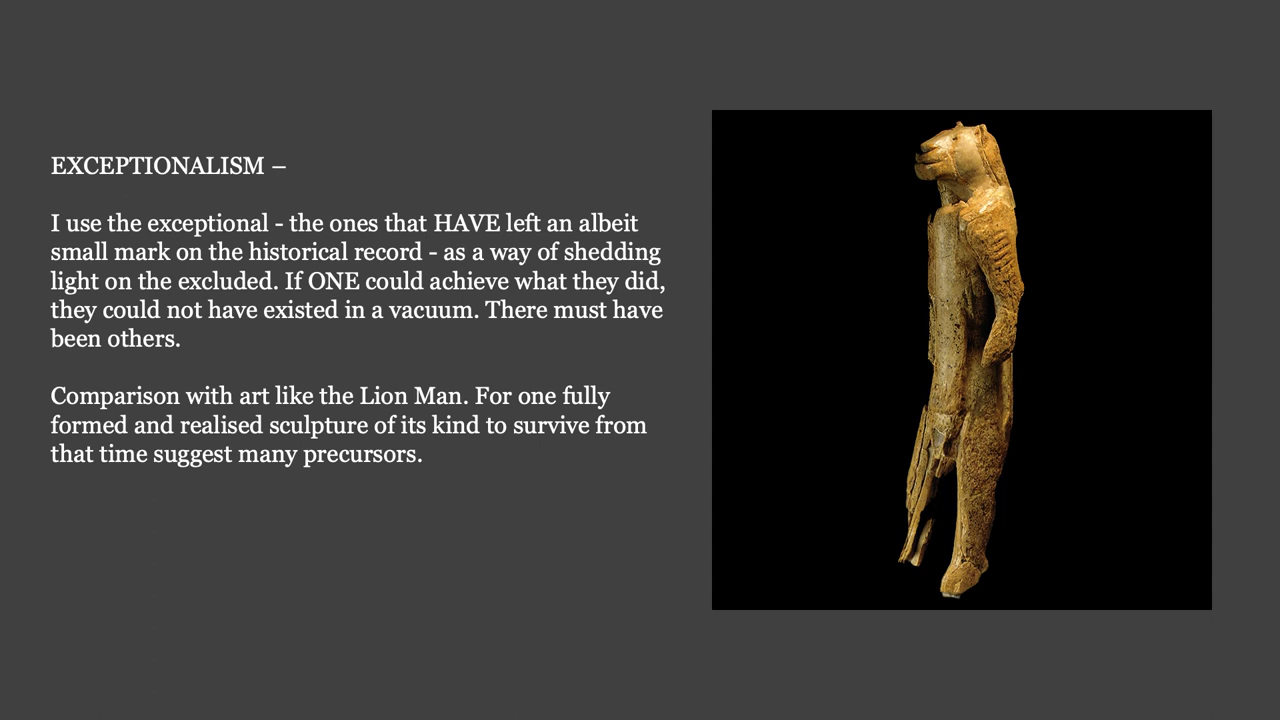 EXCEPTIONALISM –
I use the exceptional - the ones that HAVE left an albeit
small mark on the historical record - as a way of shedding
light on the excluded. If ONE could achieve what they did,
they could not have existed in a vacuum. There must have
been others.
Comparison with art like the Lion Man. For one fully
formed and realised sculpture of its kind to survive from
that time suggest many precursors.